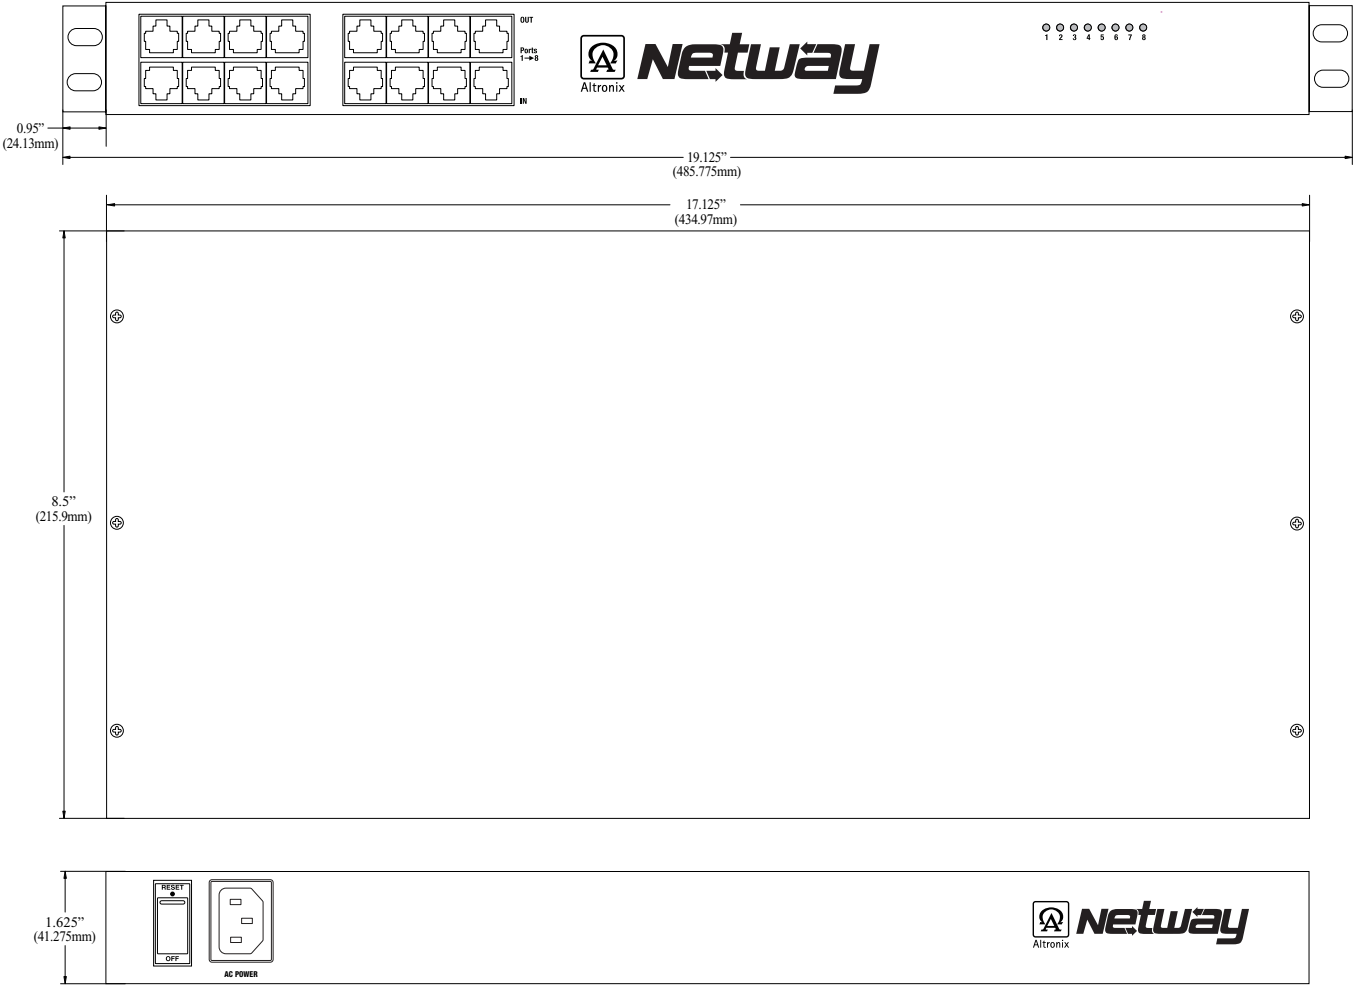 OUT
Ports
1→8
IN
Altronix
Netway
1 2 3 4 5 6 7 8
0.95”
(24.13mm)
19.125”
(485.775mm)
17.125”
(434.97mm)
8.5”
(215.9mm)
1.625”
(41.275mm)
RESET
OFF
AC POWER
Altronix
Netway